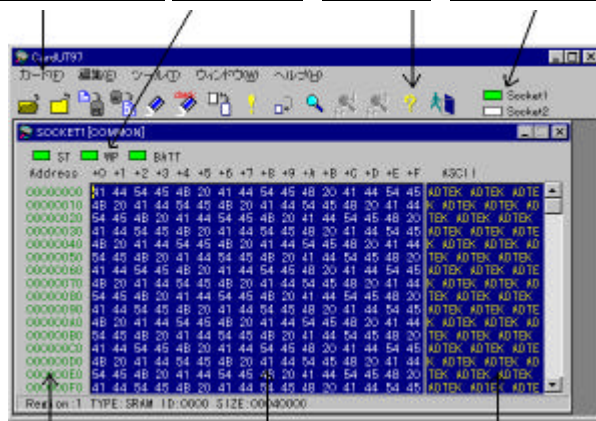 CardUT97
カード(F) 編集(E) ツール(T) ウィンドウ(W) ヘルプ(H)
Socket1
Socket2
SOCKET1 [COMMON]
ST WP BATT
Address +0 +1 +2 +3 +4 +5 +6 +7 +8 +9 +A +B +C +D +E +F ASCII
00000000 41 44 54 45 4B 20 41 44 54 45 4B 20 41 44 54 45 ADTEK ADTEK ADTE
00000010 4B 20 41 44 54 45 4B 20 41 44 54 45 4B 20 41 44 K ADTEK ADTEK AD
00000020 54 45 4B 20 41 44 54 45 4B 20 41 44 54 45 4B 20 TEK ADTEK ADTEK
00000030 41 44 54 45 4B 20 41 44 54 45 4B 20 41 44 54 45 ADTEK ADTEK ADTE
00000040 4B 20 41 44 54 45 4B 20 41 44 54 45 4B 20 41 44 K ADTEK ADTEK AD
00000050 54 45 4B 20 41 44 54 45 4B 20 41 44 54 45 4B 20 TEK ADTEK ADTEK
00000060 41 44 54 45 4B 20 41 44 54 45 4B 20 41 44 54 45 ADTEK ADTEK ADTE
00000070 4B 20 41 44 54 45 4B 20 41 44 54 45 4B 20 41 44 K ADTEK ADTEK AD
00000080 54 45 4B 20 41 44 54 45 4B 20 41 44 54 45 4B 20 TEK ADTEK ADTEK
00000090 41 44 54 45 4B 20 41 44 54 45 4B 20 41 44 54 45 ADTEK ADTEK ADTE
000000A0 4B 20 41 44 54 45 4B 20 41 44 54 45 4B 20 41 44 K ADTEK ADTEK AD
000000B0 54 45 4B 20 41 44 54 45 4B 20 41 44 54 45 4B 20 TEK ADTEK ADTEK
000000C0 41 44 54 45 4B 20 41 44 54 45 4B 20 41 44 54 45 ADTEK ADTEK ADTE
000000D0 4B 20 41 44 54 45 4B 20 41 44 54 45 4B 20 41 44 K ADTEK ADTEK AD
000000E0 54 45 4B 20 41 44 54 45 4B 20 41 44 54 45 4B 20 TEK ADTEK ADTEK
000000F0 41 44 54 45 4B 20 41 44 54 45 4B 20 41 44 54 45 ADTEK ADTEK ADTE
Region:1 TYPE:SRAM ID:0000 SIZE:00040000